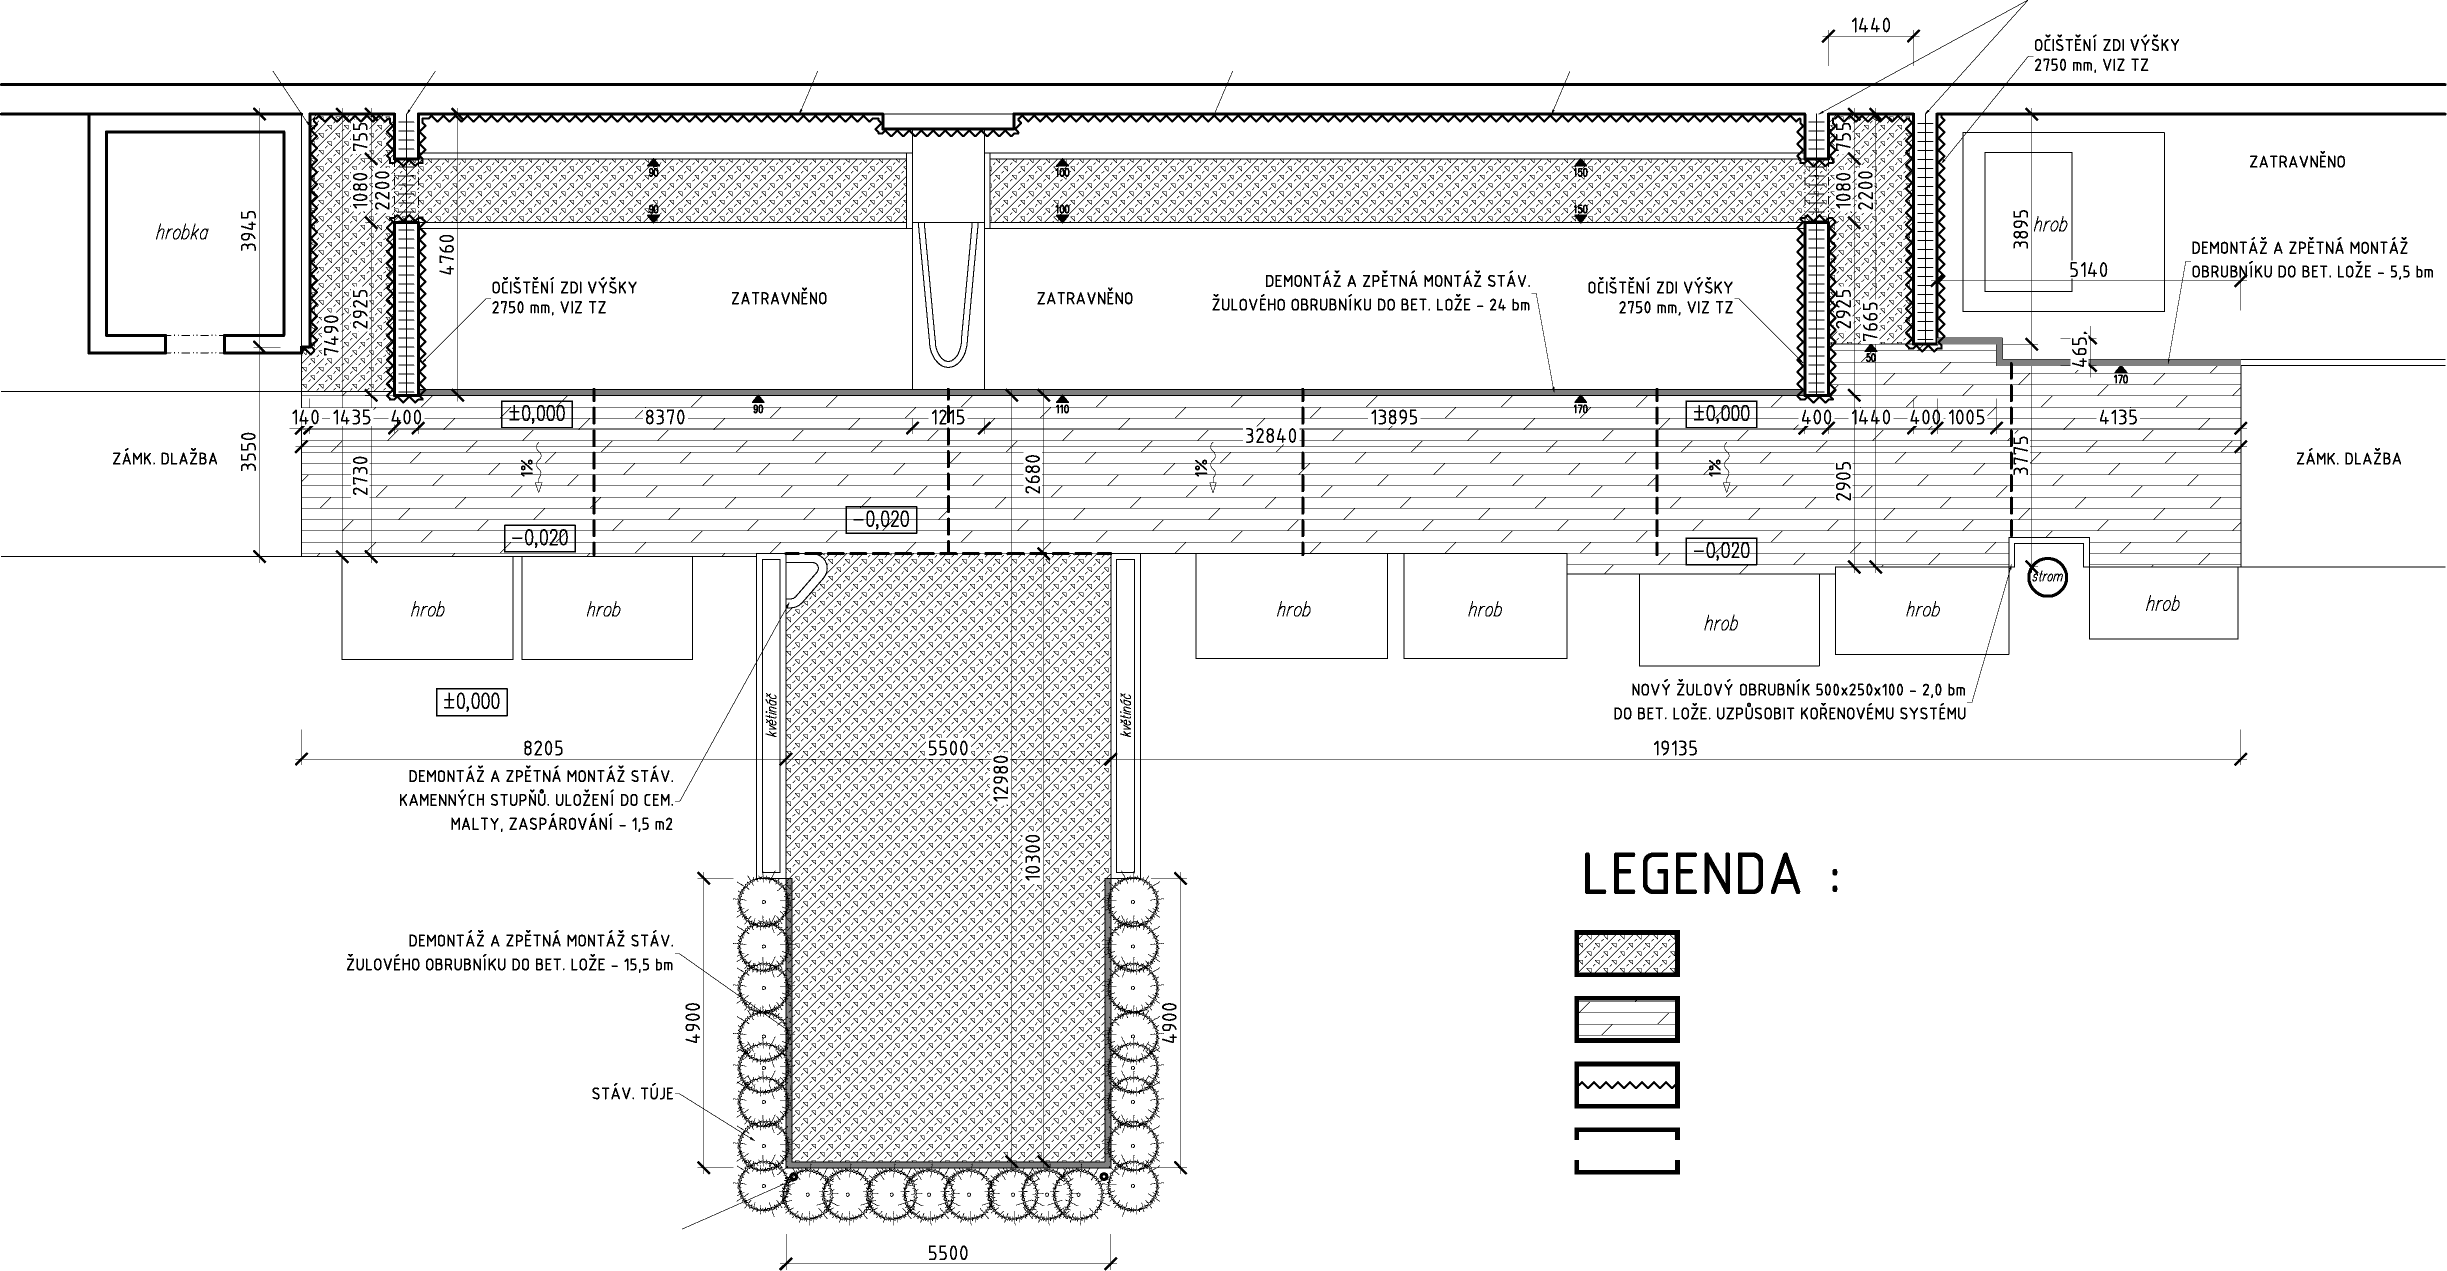 1440
OČIŠTĚNÍ ZDI VÝŠKY
2750 mm, VIZ TZ
755
755
90
100
150
ZATRAVNĚNO
1080
2200
1080
2200
90
100
150
hrobka
3945
4760
3895
hrob
DEMONTÁŽ A ZPĚTNÁ MONTÁŽ
OBRUBNÍKU DO BET. LOŽE - 5,5 bm
5140
OČIŠTĚNÍ ZDI VÝŠKY
2750 mm, VIZ TZ
ZATRAVNĚNO
ZATRAVNĚNO
DEMONTÁŽ A ZPĚTNÁ MONTÁŽ STÁV.
ŽULOVÉHO OBRUBNÍKU DO BET. LOŽE - 24 bm
OČIŠTĚNÍ ZDI VÝŠKY
2750 mm, VIZ TZ
2925
7490
2925
7665
465
50
170
90
110
170
140
1435
400
±0,000
8370
1215
13895
±0,000
400
1440
400
1005
4135
32840
ZÁMK. DLAŽBA
3550
2730
1%
2680
1%
1%
2905
3775
ZÁMK. DLAŽBA
-0,020
-0,020
-0,020
strom
hrob
hrob
hrob
hrob
hrob
hrob
hrob
±0,000
květináč
květináč
NOVÝ ŽULOVÝ OBRUBNÍK 500x250x100 - 2,0 bm
DO BET. LOŽE. UZPŮSOBIT KOŘENOVÉMU SYSTÉMU
8205
5500
19135
DEMONTÁŽ A ZPĚTNÁ MONTÁŽ STÁV.
KAMENNÝCH STUPŇŮ. ULOŽENÍ DO CEM.
MALTY, ZASPÁROVÁNÍ - 1,5 m2
12980
10300
LEGENDA :
DEMONTÁŽ A ZPĚTNÁ MONTÁŽ STÁV.
ŽULOVÉHO OBRUBNÍKU DO BET. LOŽE - 15,5 bm
4900
4900
STÁV. TÚJE
5500